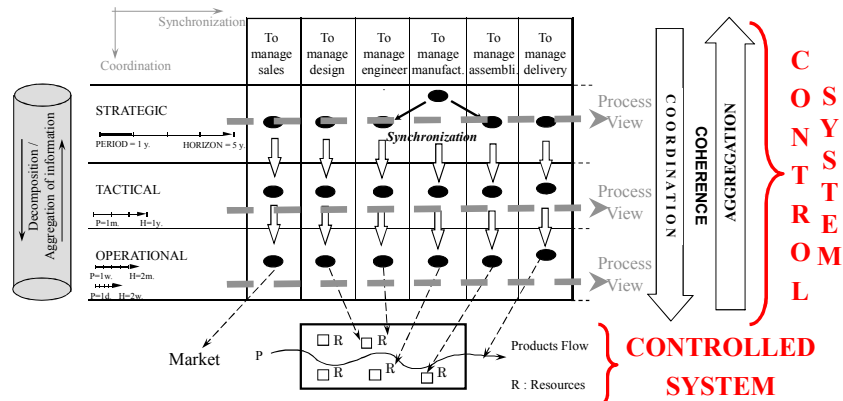 Synchronization
Coordination
To manage sales
To manage design
To manage engineer
To manage manufact.
To manage assembli.
To manage delivery
STRATEGIC
PERIOD = 1 y.
HORIZON = 5 y.
Synchronization
Process
View
TACTICAL
P=1m.
H=1y.
Process
View
OPERATIONAL
P=1w.
H=2m.
P=1d.
H=2w.
Process
View
Decomposition /
Aggregation of information
COORDINATION
COHERENCE
AGGREGATION
CONTROL
SYSTEM
Market
P
R
R
R
R
R
Products Flow
R : Resources
CONTROLLED
SYSTEM